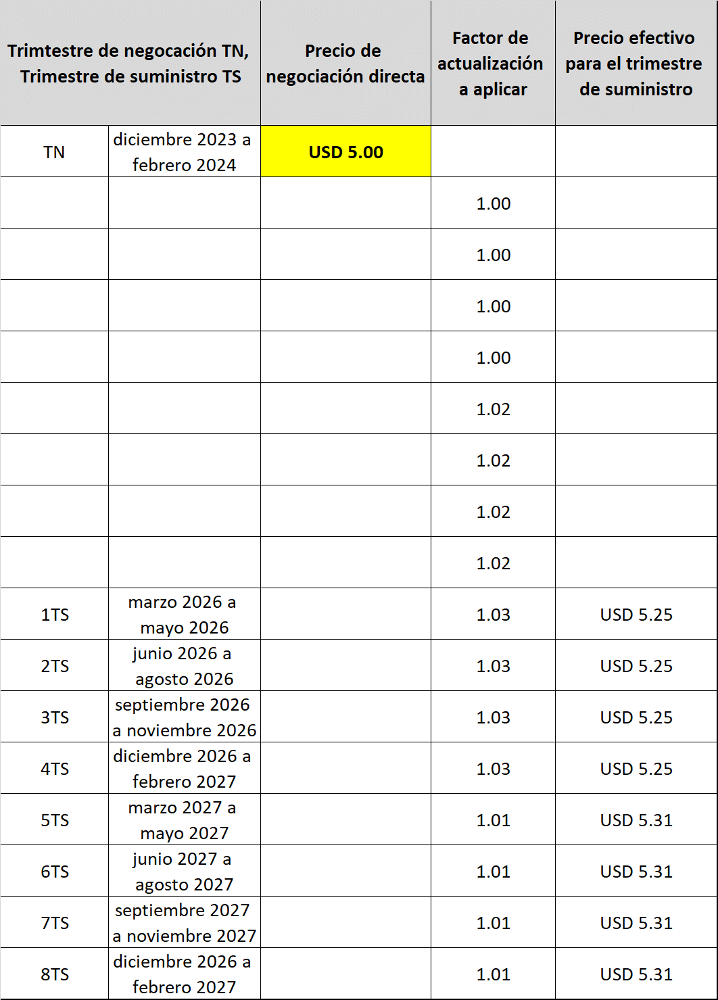 Trimtestre de negocación TN,
Trimestre de suministro TS
Precio de
negociación directa
Factor de
actualización
a aplicar
Precio efectivo
para el trimestre
de suministro
TN
diciembre 2023 a
febrero 2024
USD 5.00
1.00
1.00
1.00
1.00
1.02
1.02
1.02
1.02
1TS
marzo 2026 a
mayo 2026
1.03
USD 5.25
2TS
junio 2026 a
agosto 2026
1.03
USD 5.25
3TS
septiembre 2026
a noviembre 2026
1.03
USD 5.25
4TS
diciembre 2026 a
febrero 2027
1.03
USD 5.25
5TS
marzo 2027 a
mayo 2027
1.01
USD 5.31
6TS
junio 2027 a
agosto 2027
1.01
USD 5.31
7TS
septiembre 2027
a noviembre 2027
1.01
USD 5.31
8TS
diciembre 2026 a
febrero 2027
1.01
USD 5.31